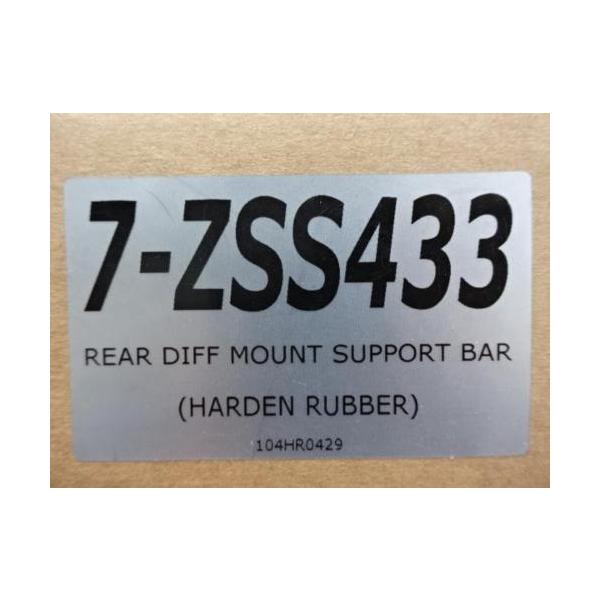 7-ZSS433
REAR DIFF MOUNT SUPPORT BAR
(HARDEN RUBBER)
104HR0429